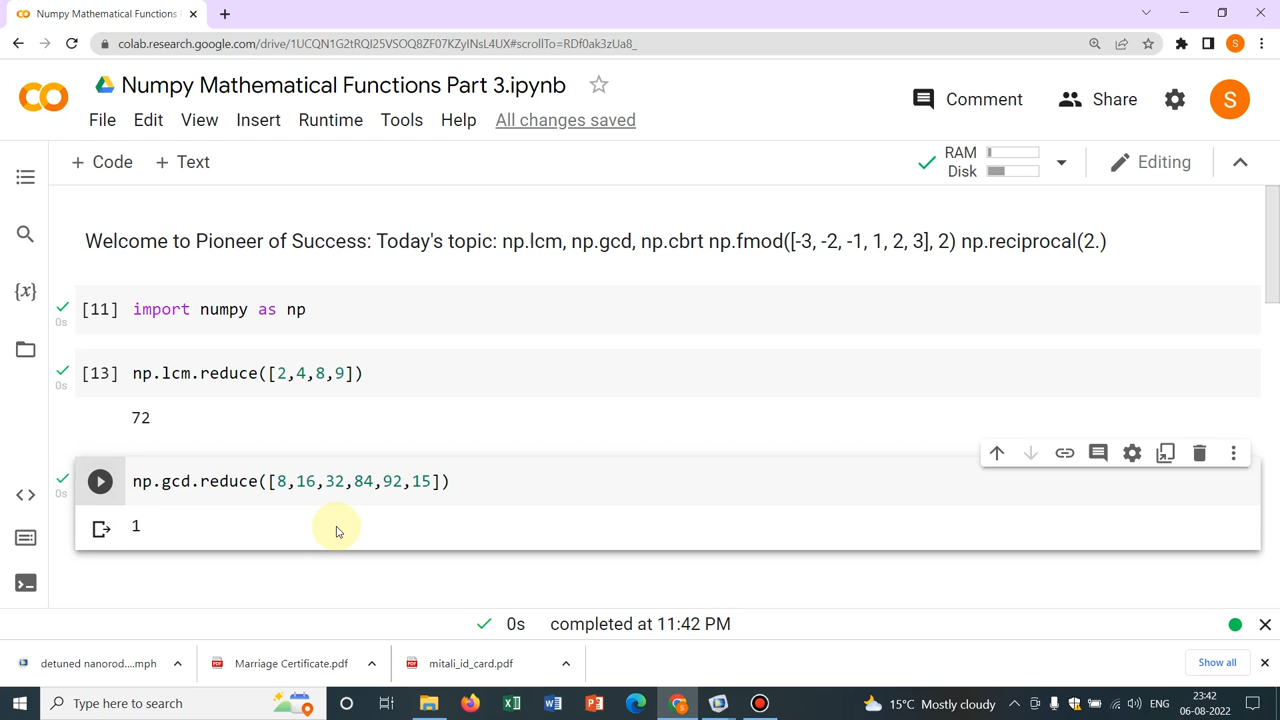 Numpy Mathematical Functions
colab.research.google.com/drive/1UCQN1G2tRQI25VSOQ8ZF07KZyINsL4UX#scrollTo=RDf0ak3zUa8_
S
Numpy Mathematical Functions Part 3.ipynb
Comment
Share
S
File Edit View Insert Runtime Tools Help All changes saved
+ Code + Text
RAM
Disk
Editing
Welcome to Pioneer of Success: Today's topic: np.lcm, np.gcd, np.cbrt np.fmod([-3, -2, -1, 1, 2, 3], 2) np.reciprocal(2.)
[11] import numpy as np
0s
[13] np.lcm.reduce([2,4,8,9])
0s
72
np.gcd.reduce([8,16,32,84,92,15])
0s
1
{x}
0s completed at 11:42 PM
detuned nanorod....mph
Marriage Certificate.pdf
mitali_id_card.pdf
Show all
Type here to search
15°C Mostly cloudy
ENG
23:42
06-08-2022